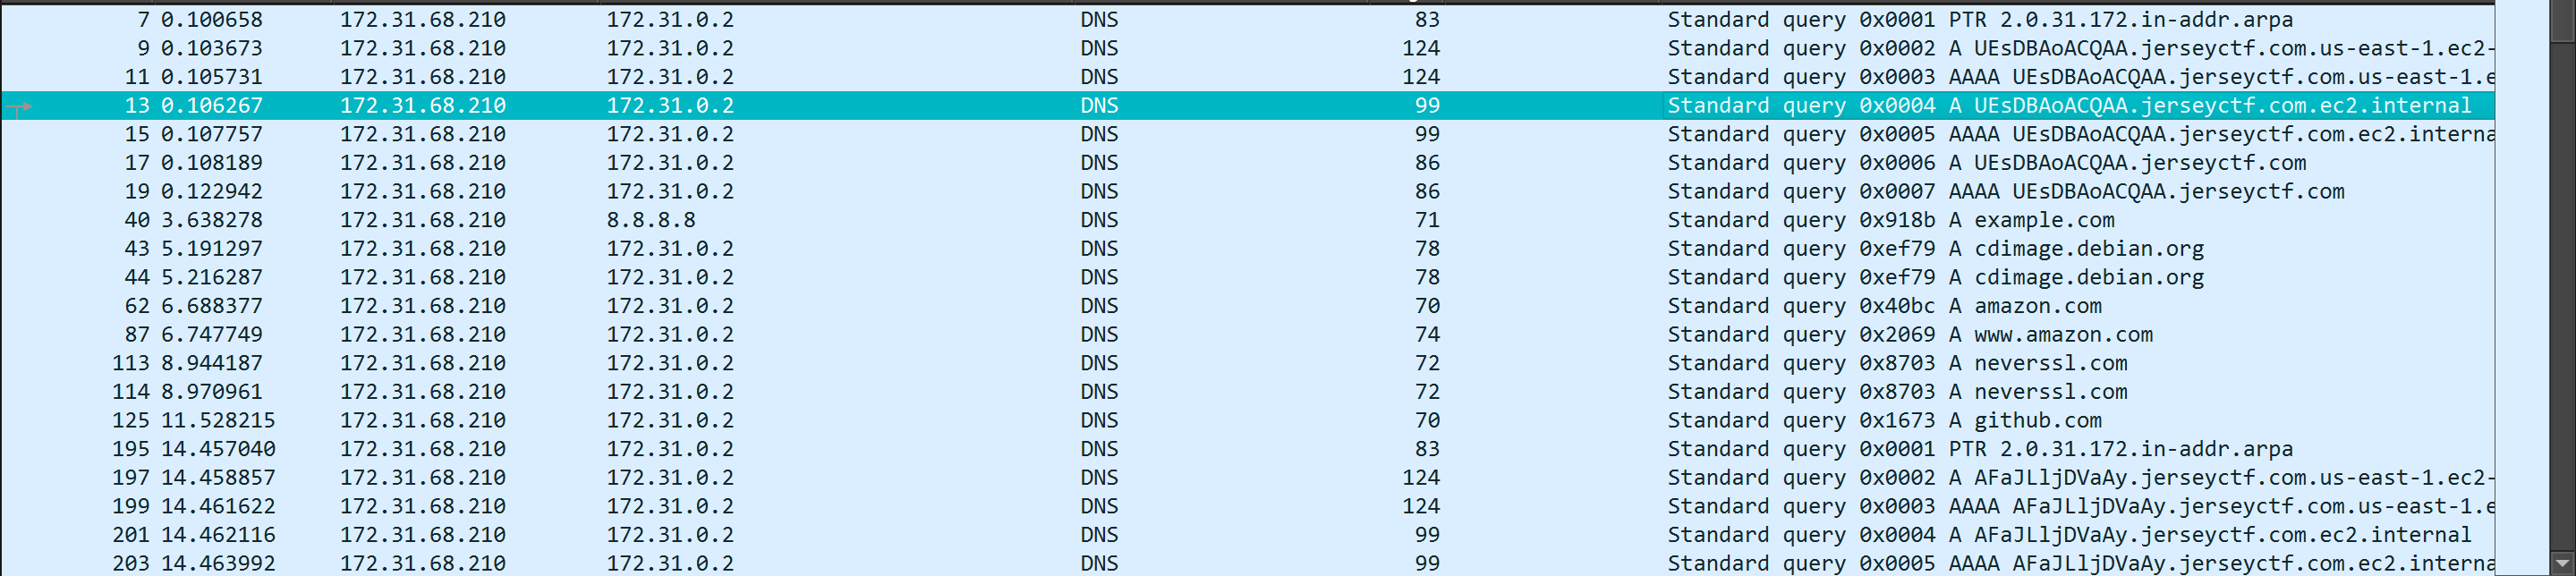 7 0.100658 172.31.68.210 172.31.0.2 DNS 83 Standard query 0x0001 PTR 2.0.31.172.in-addr.arpa
9 0.103673 172.31.68.210 172.31.0.2 DNS 124 Standard query 0x0002 A UEsDBAoACQAA.jerseyctf.com.us-east-1.ec2-
11 0.105731 172.31.68.210 172.31.0.2 DNS 124 Standard query 0x0003 AAAA UEsDBAoACQAA.jerseyctf.com.us-east-1.e
13 0.106267 172.31.68.210 172.31.0.2 DNS 99 Standard query 0x0004 A UEsDBAoACQAA.jerseyctf.com.ec2.internal
15 0.107757 172.31.68.210 172.31.0.2 DNS 99 Standard query 0x0005 AAAA UEsDBAoACQAA.jerseyctf.com.ec2.interna
17 0.108189 172.31.68.210 172.31.0.2 DNS 86 Standard query 0x0006 A UEsDBAoACQAA.jerseyctf.com
19 0.122942 172.31.68.210 172.31.0.2 DNS 86 Standard query 0x0007 AAAA UEsDBAoACQAA.jerseyctf.com
40 3.638278 172.31.68.210 8.8.8.8 DNS 71 Standard query 0x918b A example.com
43 5.191297 172.31.68.210 172.31.0.2 DNS 78 Standard query 0xef79 A cdimage.debian.org
44 5.216287 172.31.68.210 172.31.0.2 DNS 78 Standard query 0xef79 A cdimage.debian.org
62 6.688377 172.31.68.210 172.31.0.2 DNS 70 Standard query 0x40bc A amazon.com
87 6.747749 172.31.68.210 172.31.0.2 DNS 74 Standard query 0x2069 A www.amazon.com
113 8.944187 172.31.68.210 172.31.0.2 DNS 72 Standard query 0x8703 A neverssl.com
114 8.970961 172.31.68.210 172.31.0.2 DNS 72 Standard query 0x8703 A neverssl.com
125 11.528215 172.31.68.210 172.31.0.2 DNS 70 Standard query 0x1673 A github.com
195 14.457040 172.31.68.210 172.31.0.2 DNS 83 Standard query 0x0001 PTR 2.0.31.172.in-addr.arpa
197 14.458857 172.31.68.210 172.31.0.2 DNS 124 Standard query 0x0002 A AFaJLljDVaAy.jerseyctf.com.us-east-1.ec2-
199 14.461622 172.31.68.210 172.31.0.2 DNS 124 Standard query 0x0003 AAAA AFaJLljDVaAy.jerseyctf.com.us-east-1.e
201 14.462116 172.31.68.210 172.31.0.2 DNS 99 Standard query 0x0004 A AFaJLljDVaAy.jerseyctf.com.ec2.internal
203 14.463992 172.31.68.210 172.31.0.2 DNS 99 Standard query 0x0005 AAAA AFaJLljDVaAy.jerseyctf.com.ec2.interna